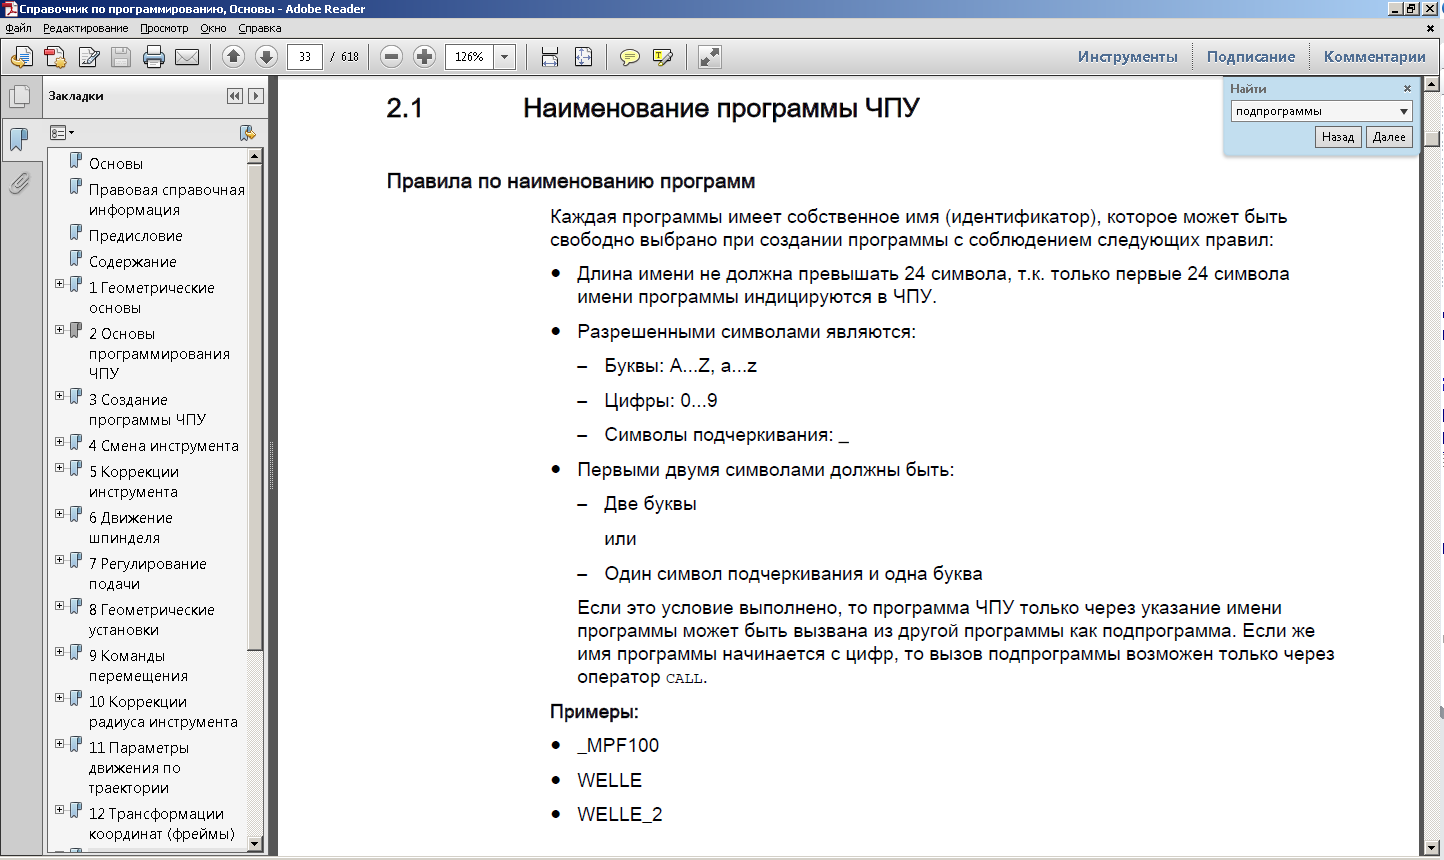 Справочник по программированию, Основы - Adobe Reader
Файл Редактирование Просмотр Окно Справка
33 / 618 126% Инструменты Подписание Комментарии
Закладки
Основы
Правовая справочная
информация
Предисловие
Содержание
1 Геометрические
основы
2 Основы
программирования
ЧПУ
3 Создание
программы ЧПУ
4 Смена инструмента
5 Коррекции
инструмента
6 Движение
шпинделя
7 Регулирование
подачи
8 Геометрические
установки
9 Команды
перемещения
10 Коррекции
радиуса инструмента
11 Параметры
движения по
траектории
12 Трансформации
координат (фреймы)
Найти
подпрограммы
Назад Далее
2.1 Наименование программы ЧПУ
Правила по наименованию программ
Каждая программы имеет собственное имя (идентификатор), которое может быть
свободно выбрано при создании программы с соблюдением следующих правил:
● Длина имени не должна превышать 24 символа, т.к. только первые 24 символа
имени программы индицируются в ЧПУ.
● Разрешенными символами являются:
– Буквы: A...Z, a...z
– Цифры: 0...9
– Символы подчеркивания: _
● Первыми двумя символами должны быть:
– Две буквы
или
– Один символ подчеркивания и одна буква
Если это условие выполнено, то программа ЧПУ только через указание имени
программы может быть вызвана из другой программы как подпрограмма. Если же
имя программы начинается с цифр, то вызов подпрограммы возможен только через
оператор CALL.
Примеры:
● _MPF100
● WELLE
● WELLE_2